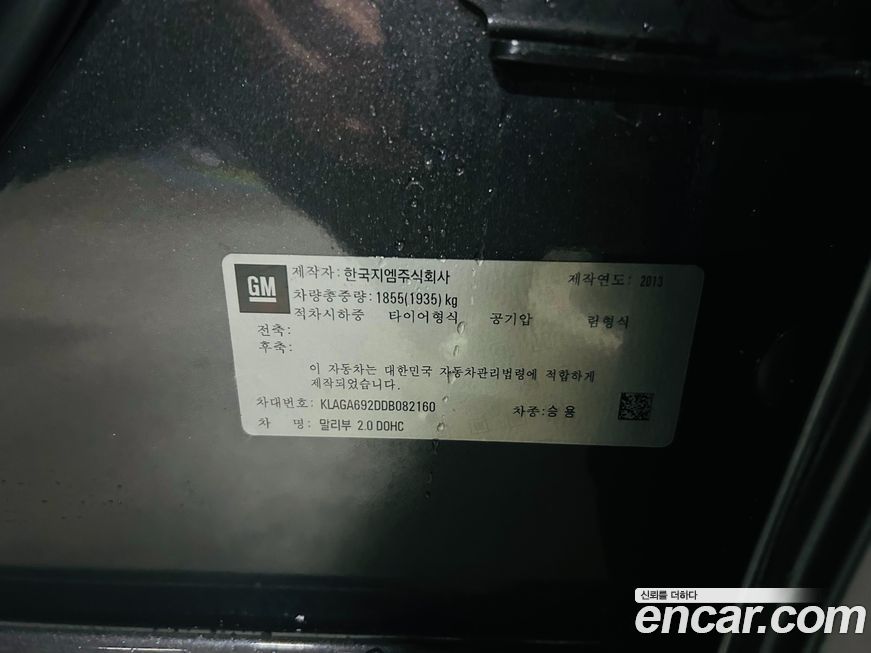 GM
제작자: 한국지엠주식회사 제작연도: 2013
차량총중량: 1855(1935) kg
적차시하중 타이어형식 공기압 림형식
전축:
후축:
이 자동차는 대한민국 자동차관리법령에 적합하게
제작되었습니다.
차대번호: KLAGA692DDB082160 차종:승 용
차 명: 말리부 2.0 DOHC
신뢰를 더하다
encar.com